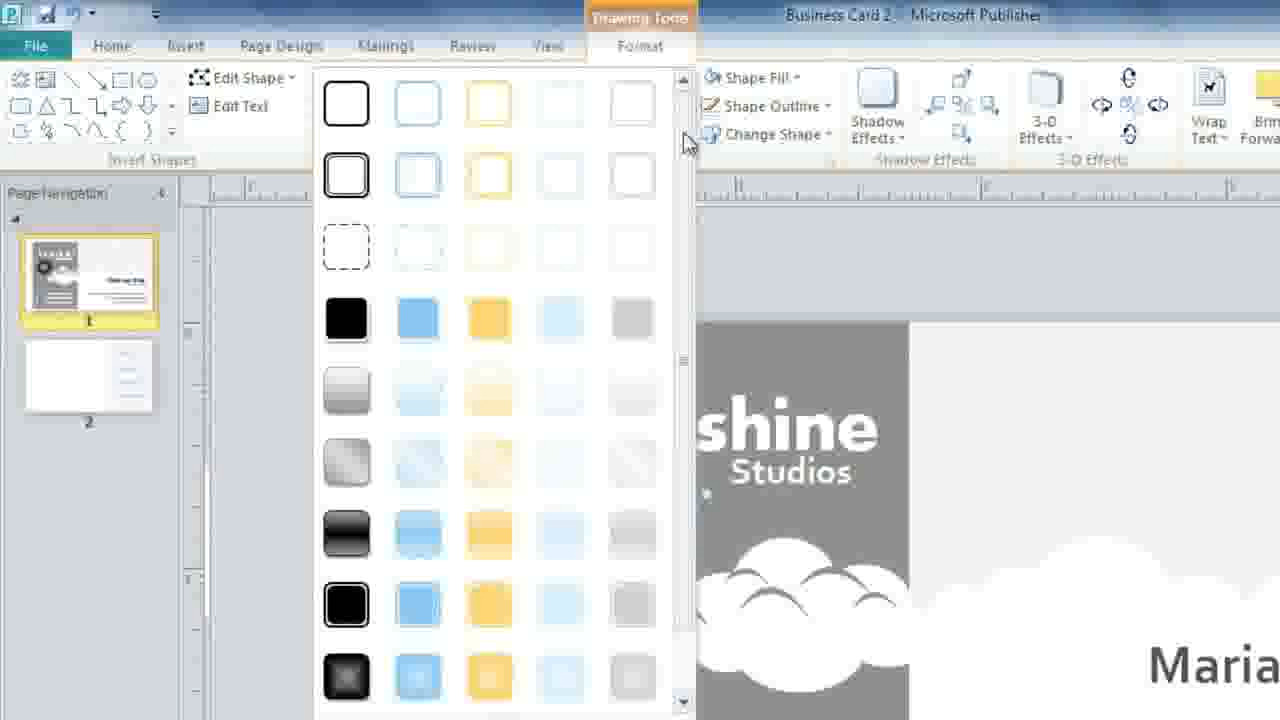 Drawing Tools
Business Card 2 - Microsoft Publisher
File Home Insert Page Design Mailings Review View Format
Edit Shape
Edit Text
Insert Shapes
Shape Fill
Shape Outline
Change Shape
Shadow
Effects
Shadow Effects
3-D
Effects
3-D Effects
Wrap
Text
Brin
Forwa
Page Navigation
1
2
shine
Studios
Maria